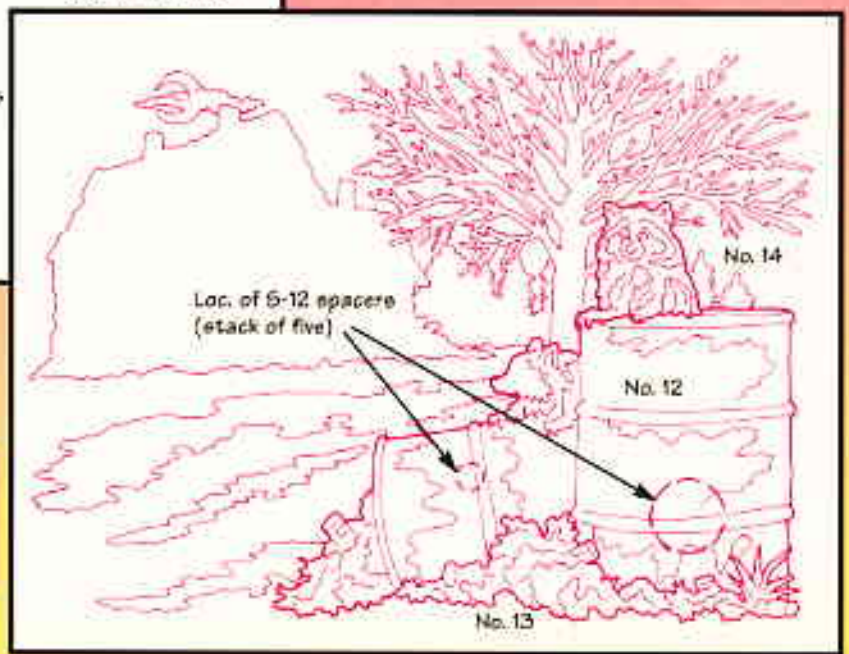 No. 14
Loc. of S-12 spacers
(stack of five)
No. 12
No. 13